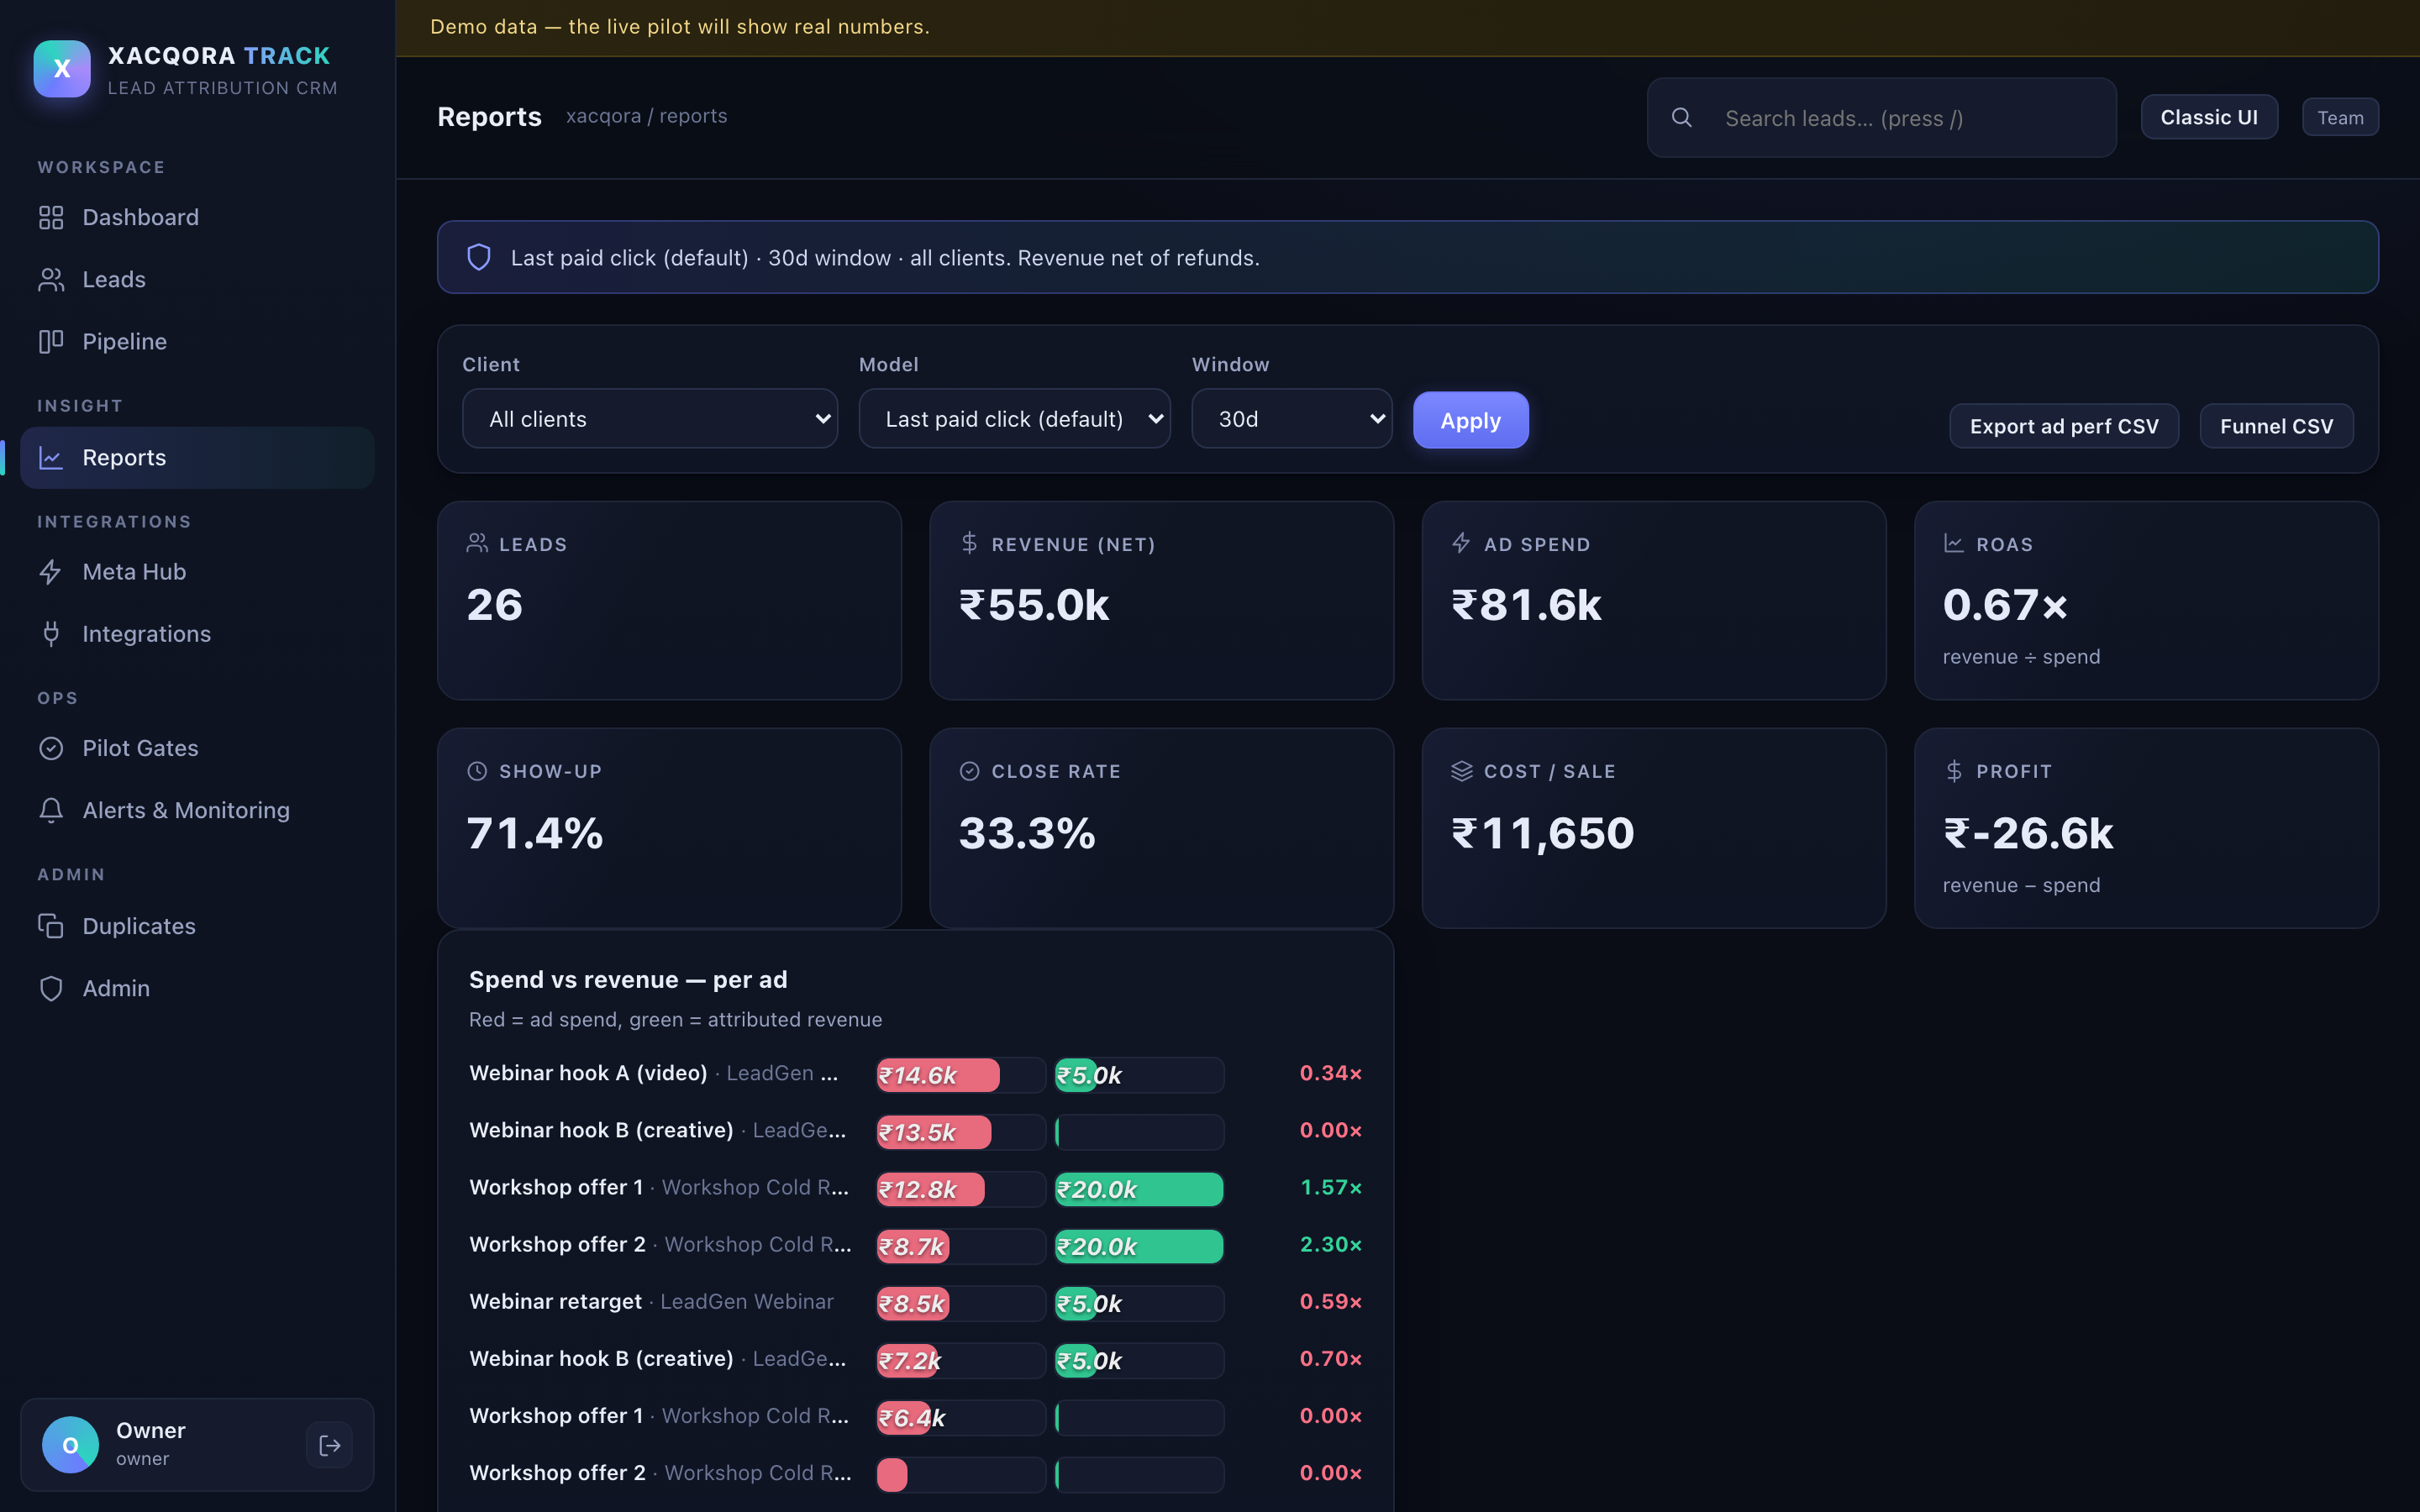 X
XACQORA TRACK
LEAD ATTRIBUTION CRM
WORKSPACE
Dashboard
Leads
Pipeline
INSIGHT
Reports
INTEGRATIONS
Meta Hub
Integrations
OPS
Pilot Gates
Alerts & Monitoring
ADMIN
Duplicates
Admin
O
Owner
owner
Demo data — the live pilot will show real numbers.
Reports xacqora / reports
Search leads... (press /)
Classic UI
Team
Last paid click (default) · 30d window · all clients. Revenue net of refunds.
Client Model Window
All clients Last paid click (default) 30d Apply Export ad perf CSV Funnel CSV
LEADS
26
REVENUE (NET)
₹55.0k
AD SPEND
₹81.6k
ROAS
0.67×
revenue ÷ spend
SHOW-UP
71.4%
CLOSE RATE
33.3%
COST / SALE
₹11,650
PROFIT
₹-26.6k
revenue − spend
Spend vs revenue — per ad
Red = ad spend, green = attributed revenue
Webinar hook A (video) · LeadGen ... ₹14.6k ₹5.0k 0.34×
Webinar hook B (creative) · LeadGe... ₹13.5k 0.00×
Workshop offer 1 · Workshop Cold R... ₹12.8k ₹20.0k 1.57×
Workshop offer 2 · Workshop Cold R... ₹8.7k ₹20.0k 2.30×
Webinar retarget · LeadGen Webinar ₹8.5k ₹5.0k 0.59×
Webinar hook B (creative) · LeadGe... ₹7.2k ₹5.0k 0.70×
Workshop offer 1 · Workshop Cold R... ₹6.4k 0.00×
Workshop offer 2 · Workshop Cold R... 0.00×